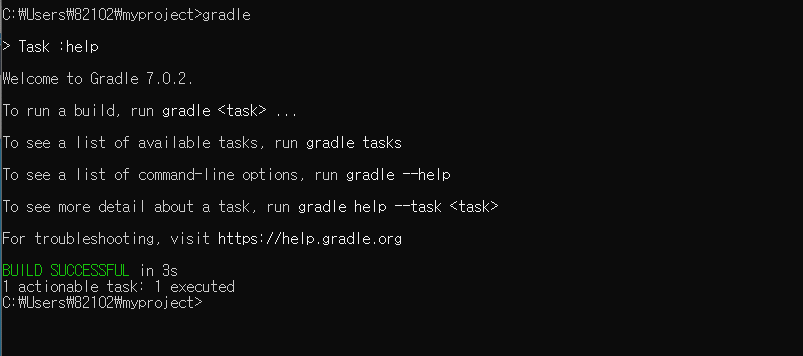 C:₩Users₩82102₩myproject>gradle
> Task :help
Welcome to Gradle 7.0.2.
To run a build, run gradle <task> ...
To see a list of available tasks, run gradle tasks
To see a list of command-line options, run gradle --help
To see more detail about a task, run gradle help --task <task>
For troubleshooting, visit https://help.gradle.org
BUILD SUCCESSFUL in 3s
1 actionable task: 1 executed
C:₩Users₩82102₩myproject>